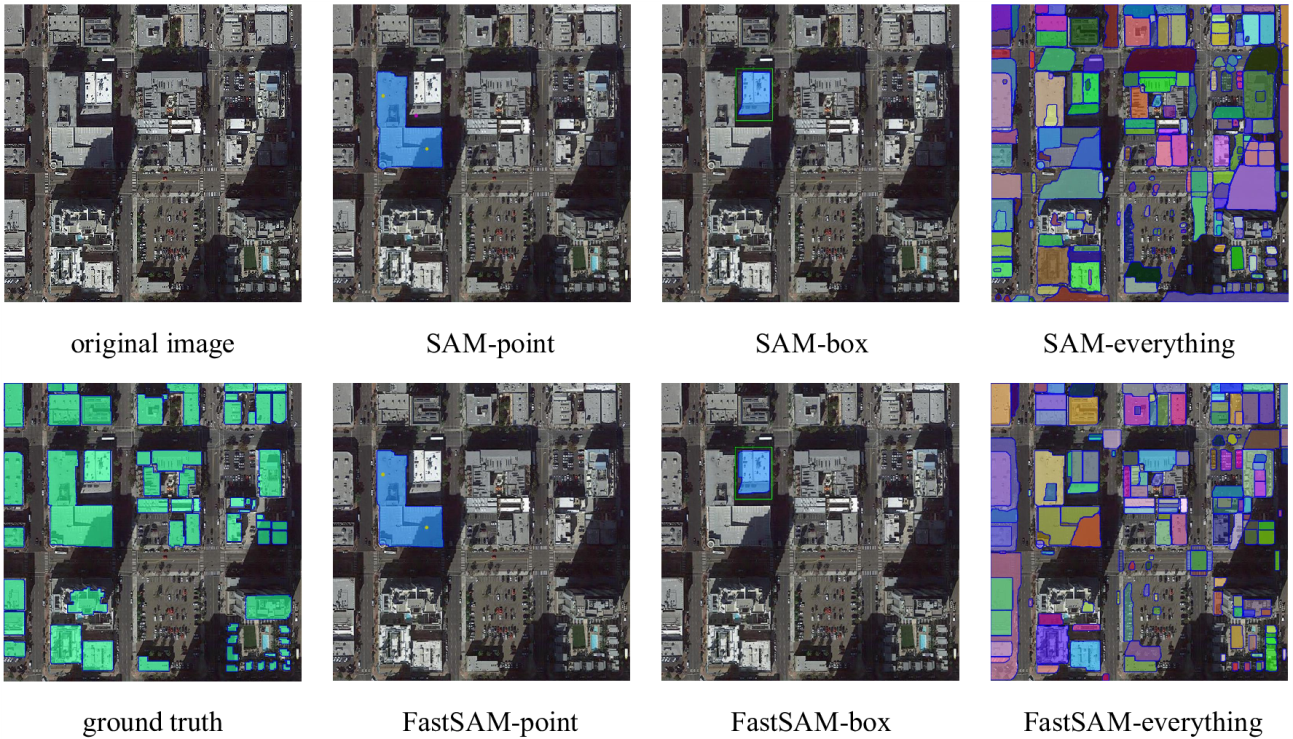 original image
SAM-point
SAM-box
SAM-everything
ground truth
FastSAM-point
FastSAM-box
FastSAM-everything